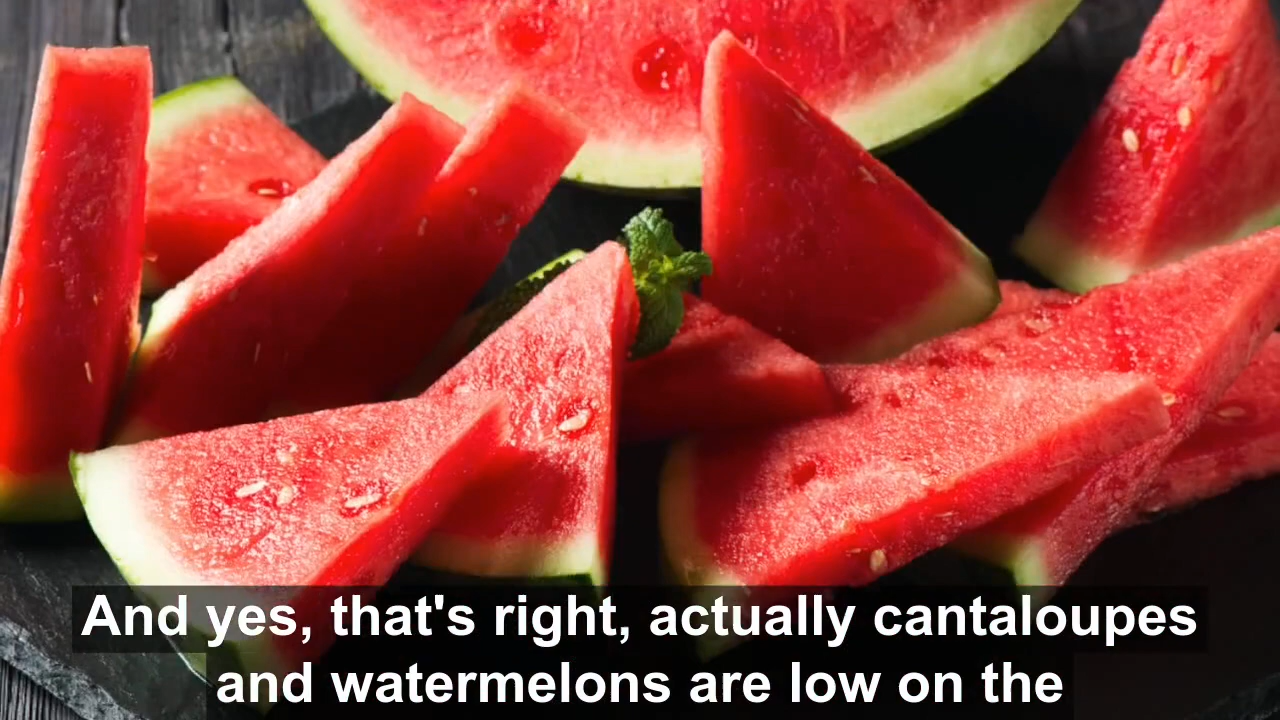 And yes, that's right, actually cantaloupes
and watermelons are low on the